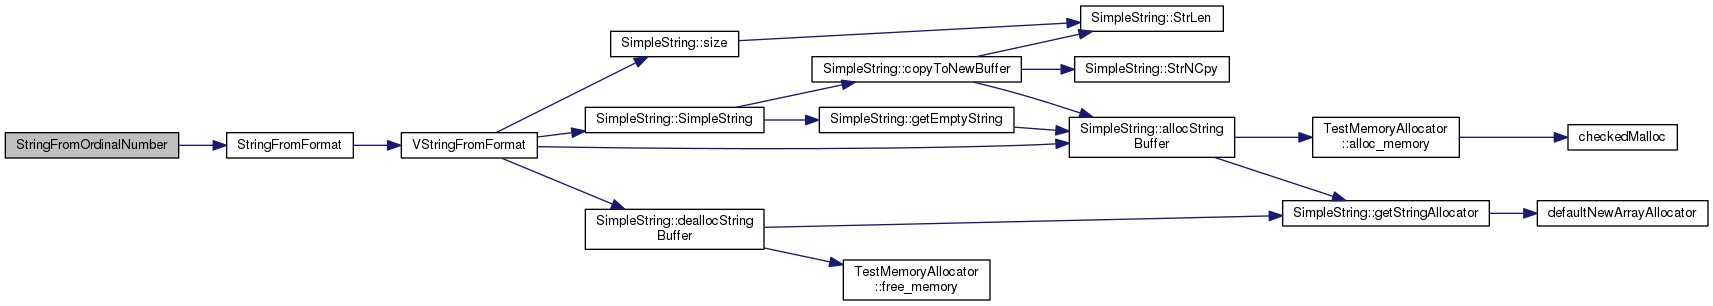 StringFromOrdinalNumber
StringFromFormat
VStringFromFormat
SimpleString::size
SimpleString::SimpleString
SimpleString::deallocString
Buffer
SimpleString::copyToNewBuffer
SimpleString::getEmptyString
TestMemoryAllocator
::free_memory
SimpleString::StrLen
SimpleString::StrNCpy
SimpleString::allocString
Buffer
TestMemoryAllocator
::alloc_memory
SimpleString::getStringAllocator
checkedMalloc
defaultNewArrayAllocator